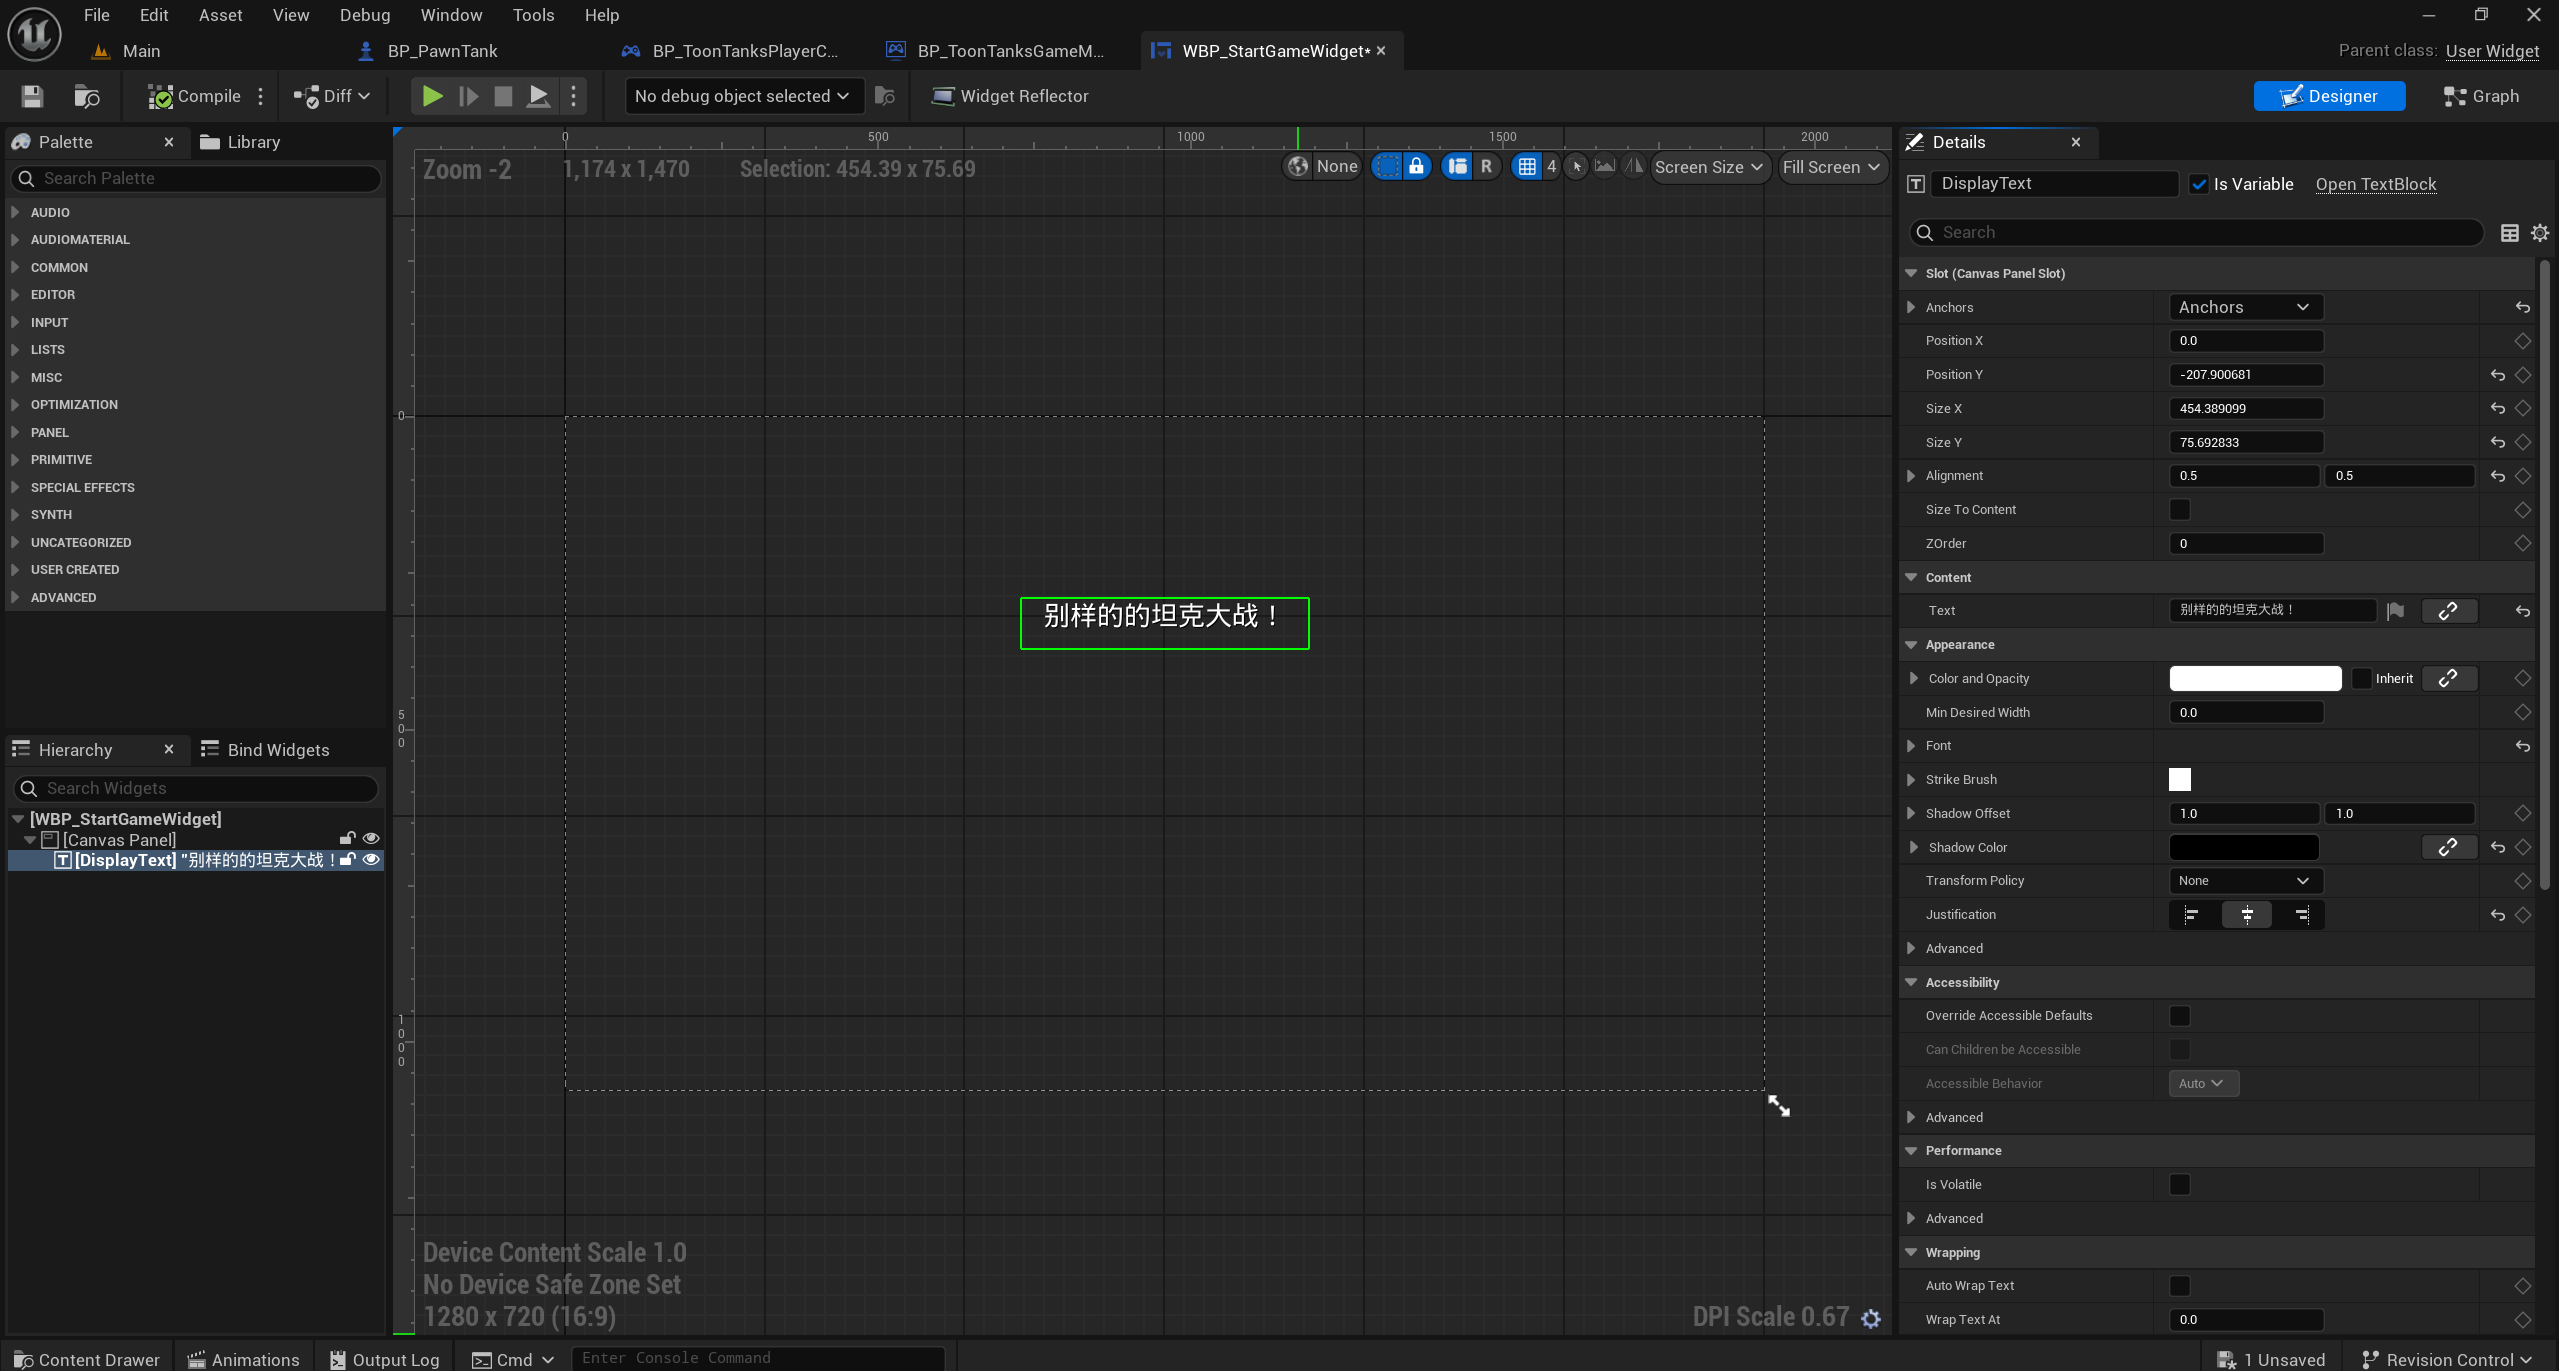 File Edit Asset View Debug Window Tools Help
Main BP_PawnTank BP_ToonTanksPlayerC... BP_ToonTanksGameM... WBP_StartGameWidget* Parent class: User Widget
Compile Diff No debug object selected Widget Reflector Designer Graph
Palette Library
Search Palette
AUDIO
AUDIOMATERIAL
COMMON
EDITOR
INPUT
LISTS
MISC
OPTIMIZATION
PANEL
PRIMITIVE
SPECIAL EFFECTS
SYNTH
UNCATEGORIZED
USER CREATED
ADVANCED
Hierarchy Bind Widgets
Search Widgets
[WBP_StartGameWidget]
[Canvas Panel]
[DisplayText] "别样的的坦克大战！
0 500 1000 1500 2000
Zoom -2 1,174 x 1,470 Selection: 454.39 x 75.69 None R 4 Screen Size Fill Screen
0
500
1000
别样的的坦克大战！
Device Content Scale 1.0
No Device Safe Zone Set
1280 x 720 (16:9)
DPI Scale 0.67
Details
DisplayText Is Variable Open TextBlock
Search
Slot (Canvas Panel Slot)
Anchors Anchors
Position X 0.0
Position Y -207.900681
Size X 454.389099
Size Y 75.692833
Alignment 0.5 0.5
Size To Content
ZOrder 0
Content
Text 别样的的坦克大战！
Appearance
Color and Opacity Inherit
Min Desired Width 0.0
Font
Strike Brush
Shadow Offset 1.0 1.0
Shadow Color
Transform Policy None
Justification
Advanced
Accessibility
Override Accessible Defaults
Can Children be Accessible
Accessible Behavior Auto
Advanced
Performance
Is Volatile
Advanced
Wrapping
Auto Wrap Text
Wrap Text At 0.0
Content Drawer Animations Output Log Cmd Enter Console Command 1 Unsaved Revision Control